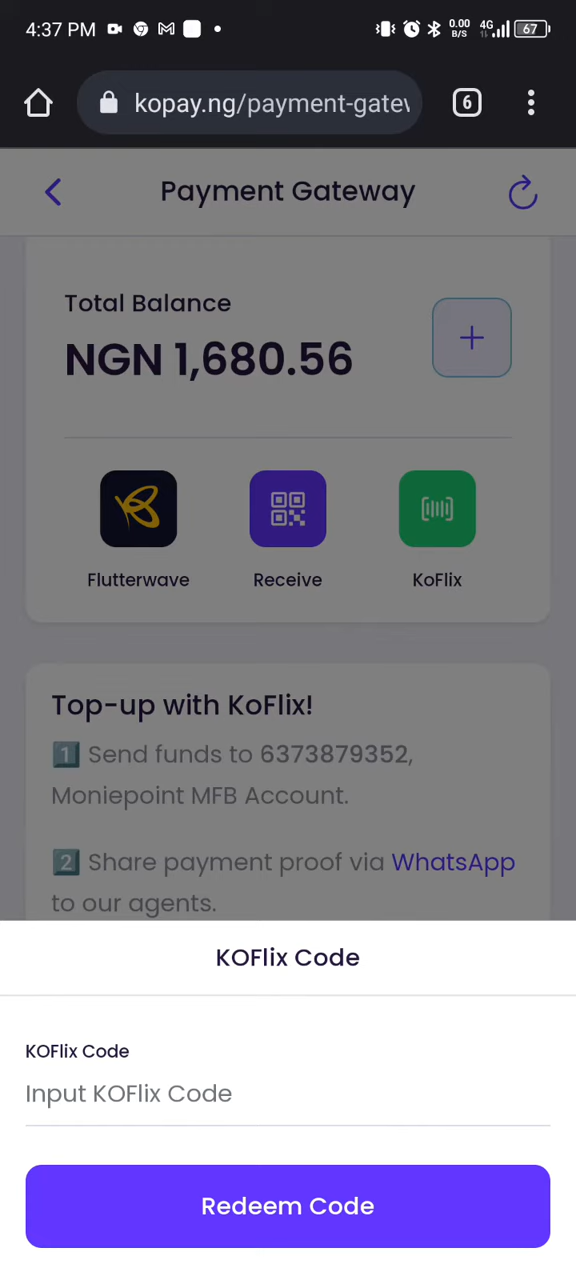 4:37 PM
0.00
B/S
4G
67
kopay.ng/payment-gatew
6
Payment Gateway
Total Balance
NGN 1,680.56
Flutterwave
Receive
KoFlix
Top-up with KoFlix!
1 Send funds to 6373879352,
Moniepoint MFB Account.
2 Share payment proof via WhatsApp
to our agents.
KOFlix Code
KOFlix Code
Input KOFlix Code
Redeem Code